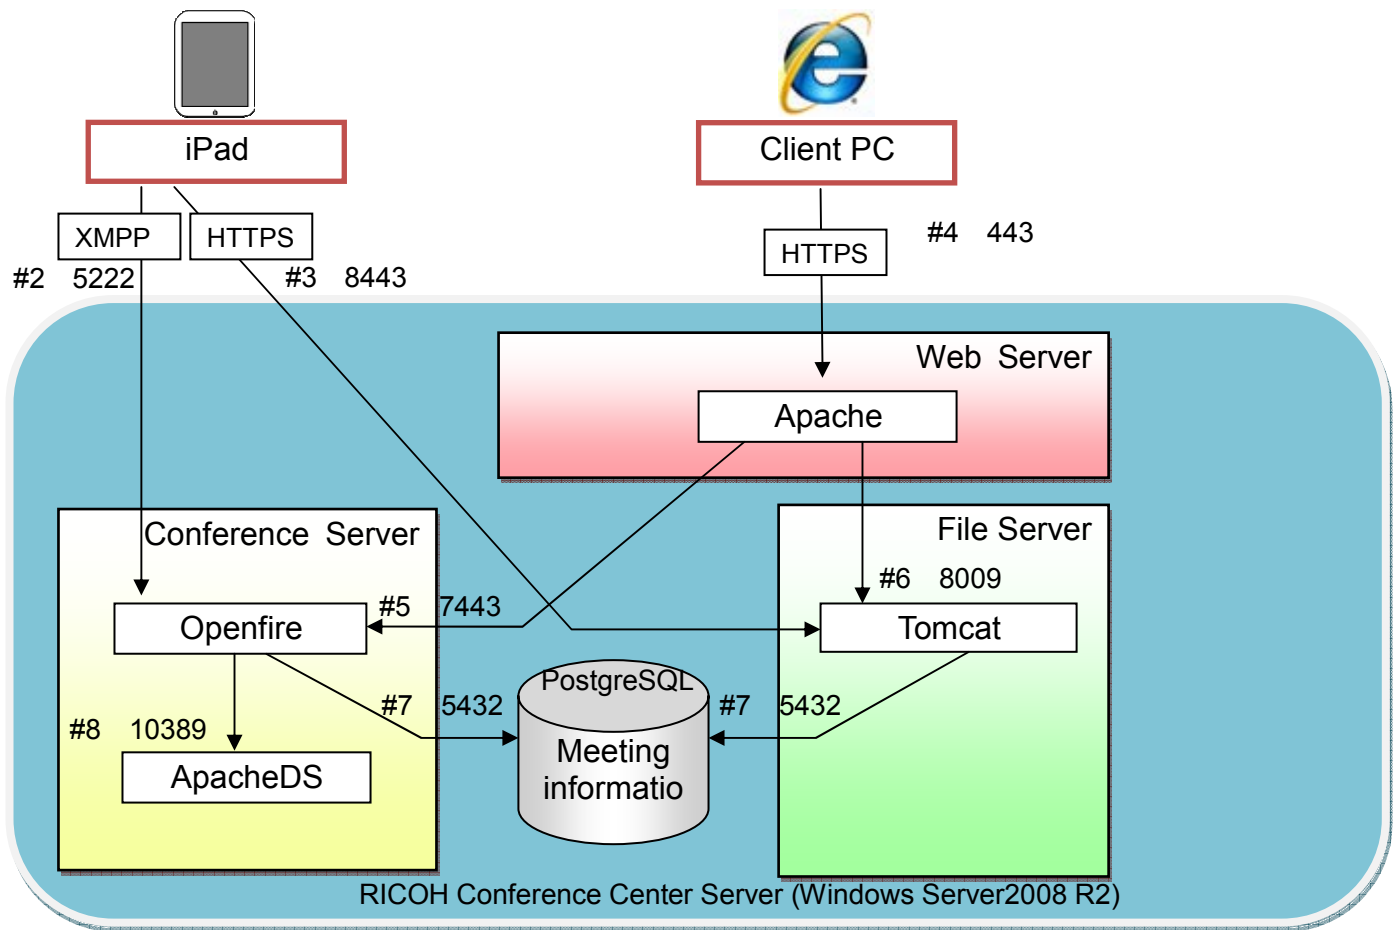 iPad
Client PC
XMPP
HTTPS
#4 443
HTTPS
#2 5222
#3 8443
Web Server
Apache
Conference Server
File Server
#6 8009
#5 7443
Openfire
Tomcat
PostgreSQL
#7 5432
#7 5432
#8 10389
Meeting
informatio
ApacheDS
RICOH Conference Center Server (Windows Server2008 R2)